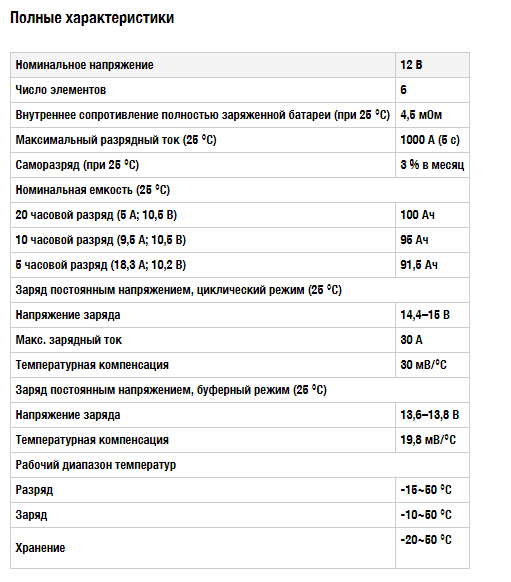 Полные характеристики
Номинальное напряжение 12 В
Число элементов 6
Внутреннее сопротивление полностью заряженной батареи (при 25 °C) 4,5 мОм
Максимальный разрядный ток (25 °C) 1000 А (5 с)
Саморазряд (при 25 °C) 3 % в месяц
Номинальная емкость (25 °C)
20 часовой разряд (5 А; 10,5 В) 100 Ач
10 часовой разряд (9,5 А; 10,5 В) 95 Ач
5 часовой разряд (18,3 А; 10,2 В) 91,5 Ач
Заряд постоянным напряжением, циклический режим (25 °C)
Напряжение заряда 14,4–15 В
Макс. зарядный ток 30 А
Температурная компенсация 30 мВ/°C
Заряд постоянным напряжением, буферный режим (25 °C)
Напряжение заряда 13,6–13,8 В
Температурная компенсация 19,8 мВ/°C
Рабочий диапазон температур
Разряд -15~50 °C
Заряд -10~50 °C
Хранение -20~50 °C